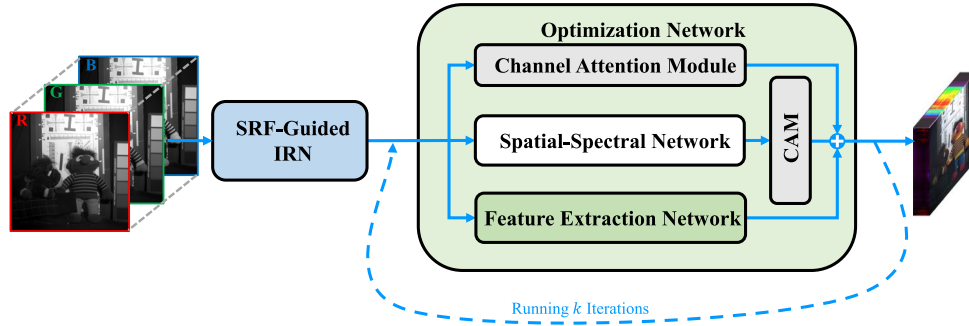 B
G
R
SRF-Guided
IRN
Optimization Network
Channel Attention Module
Spatial-Spectral Network
CAM
Feature Extraction Network
Running k Iterations